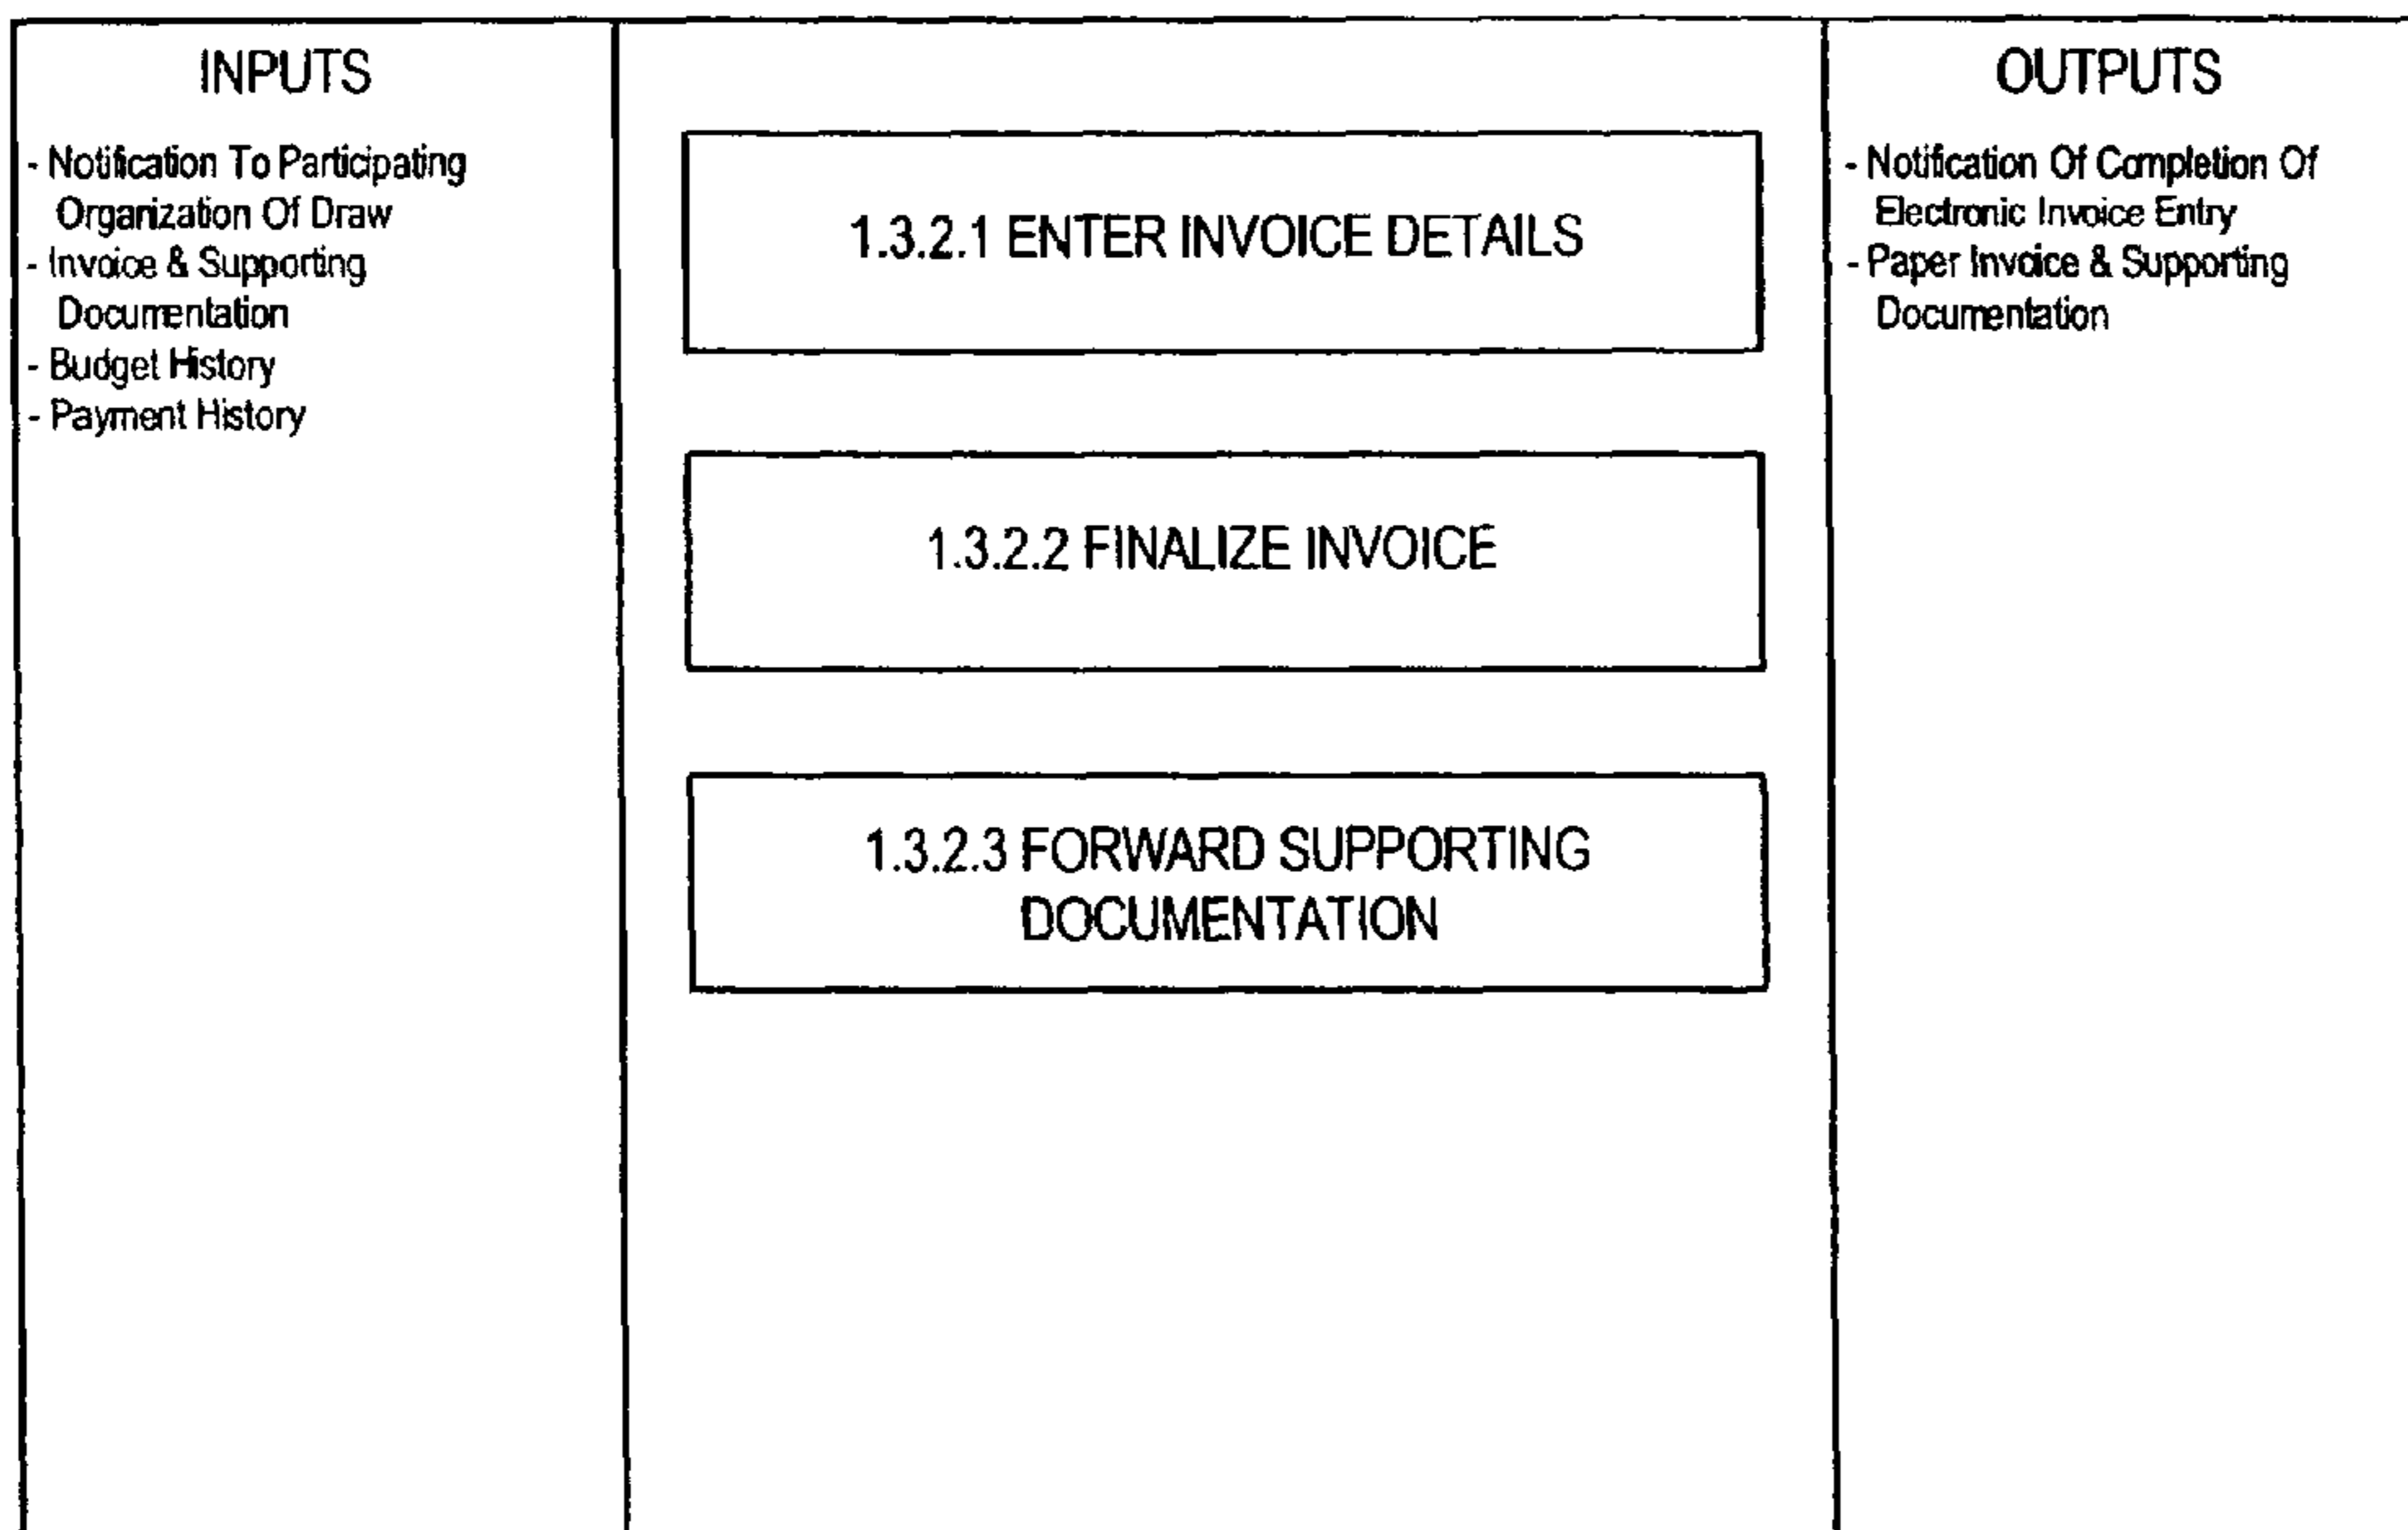 INPUTS
- Notification To Participating
Organization Of Draw
- Invoice & Supporting
Documentation
- Budget History
- Payment History
1.3.2.1 ENTER INVOICE DETAILS
1.3.2.2 FINALIZE INVOICE
1.3.2.3 FORWARD SUPPORTING
DOCUMENTATION
OUTPUTS
- Notification Of Completion Of
Electronic Invoice Entry
- Paper Invoice & Supporting
Documentation